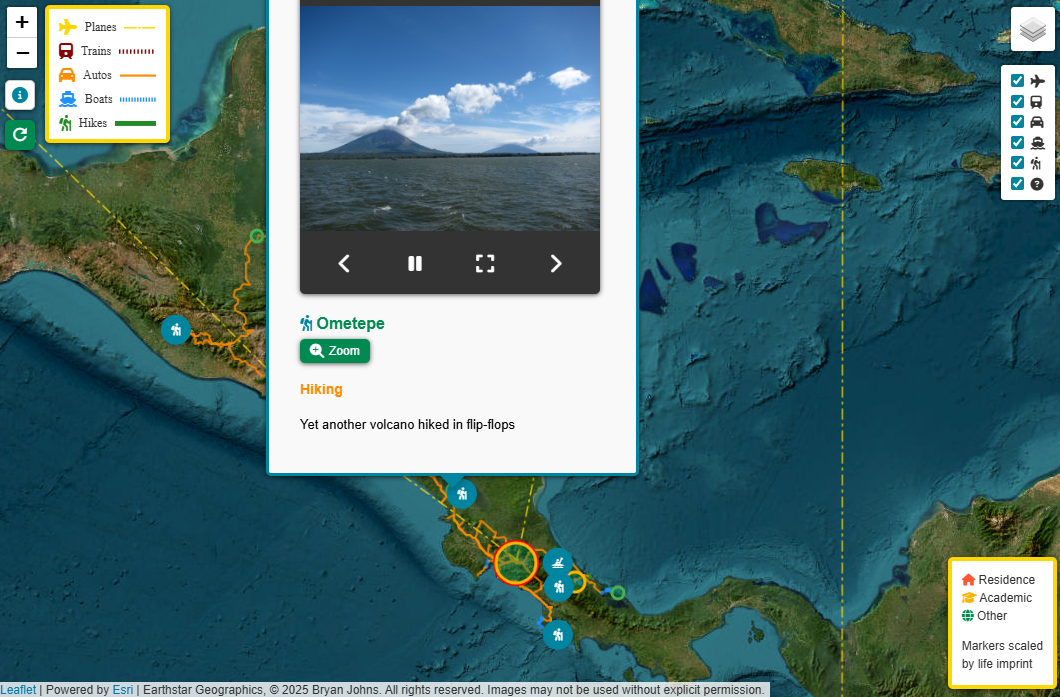 +
−
Planes
Trains
Autos
Boats
Hikes
Ometepe
Zoom
Hiking
Yet another volcano hiked in flip-flops
Residence
Academic
Other
Markers scaled
by life imprint
Leaflet | Powered by Esri | Earthstar Geographics, © 2025 Bryan Johns. All rights reserved. Images may not be used without explicit permission.